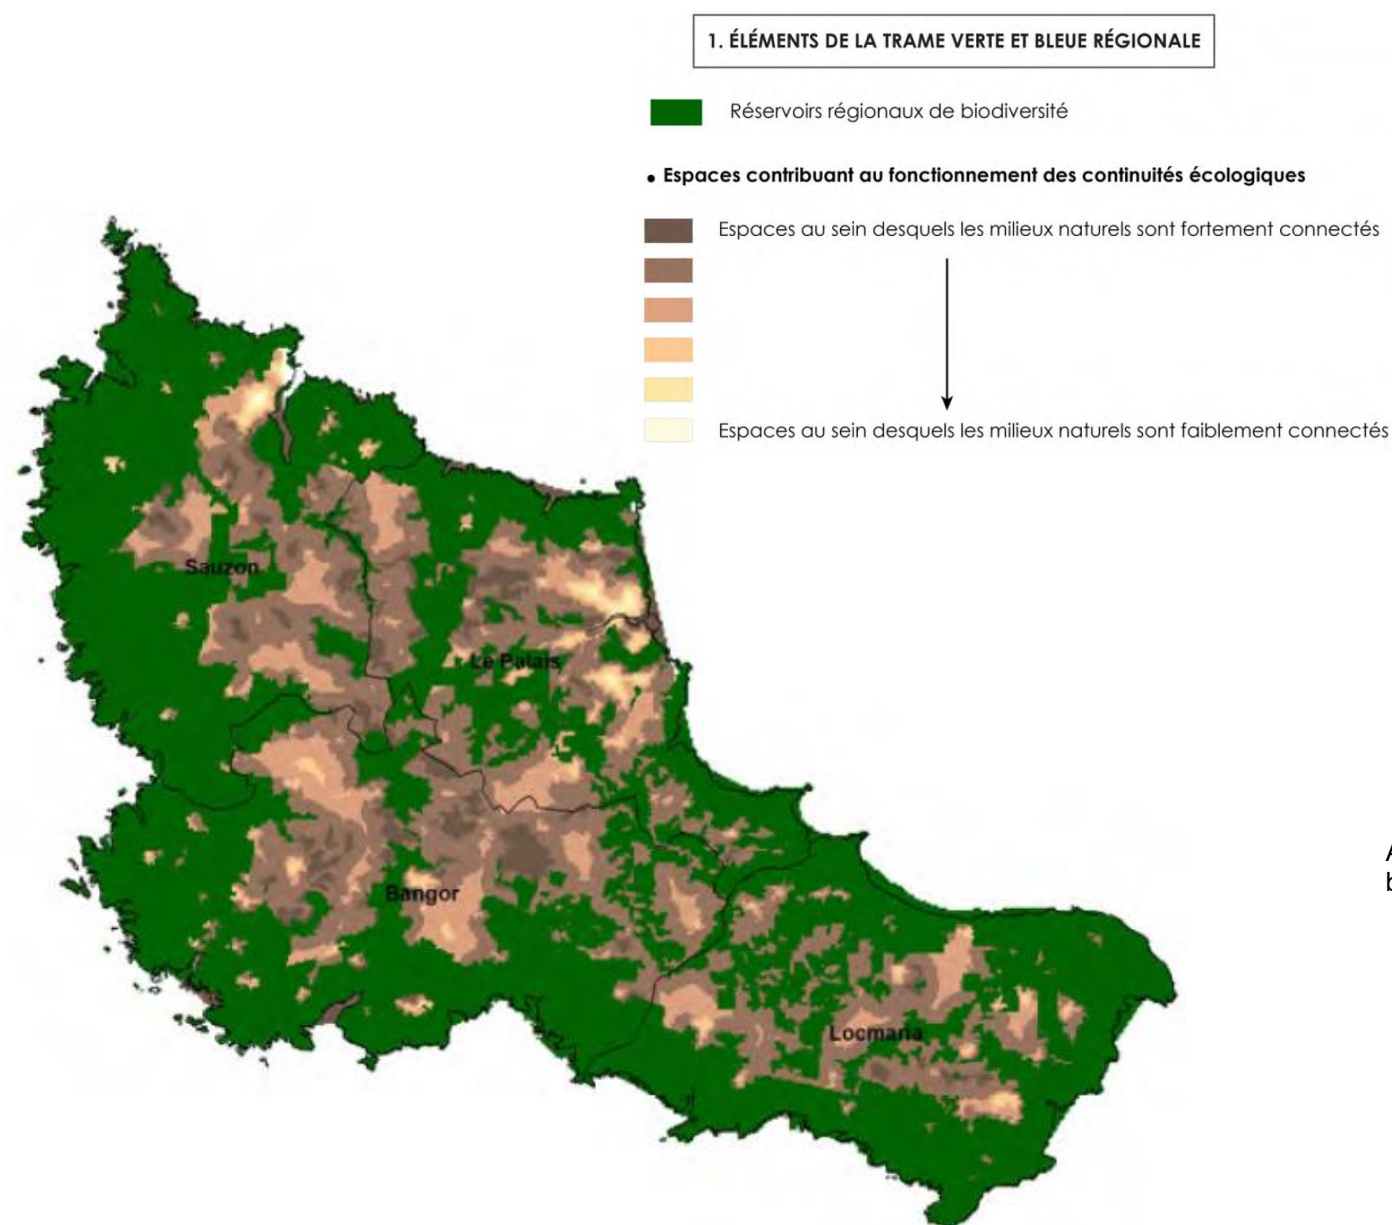 1. ÉLÉMENTS DE LA TRAME VERTE ET BLEUE RÉGIONALE
Réservoirs régionaux de biodiversité
• Espaces contribuant au fonctionnement des continuités écologiques
Espaces au sein desquels les milieux naturels sont fortement connectés
Espaces au sein desquels les milieux naturels sont faiblement connectés
Sauzon
Le Palais
Bangor
Locmaria